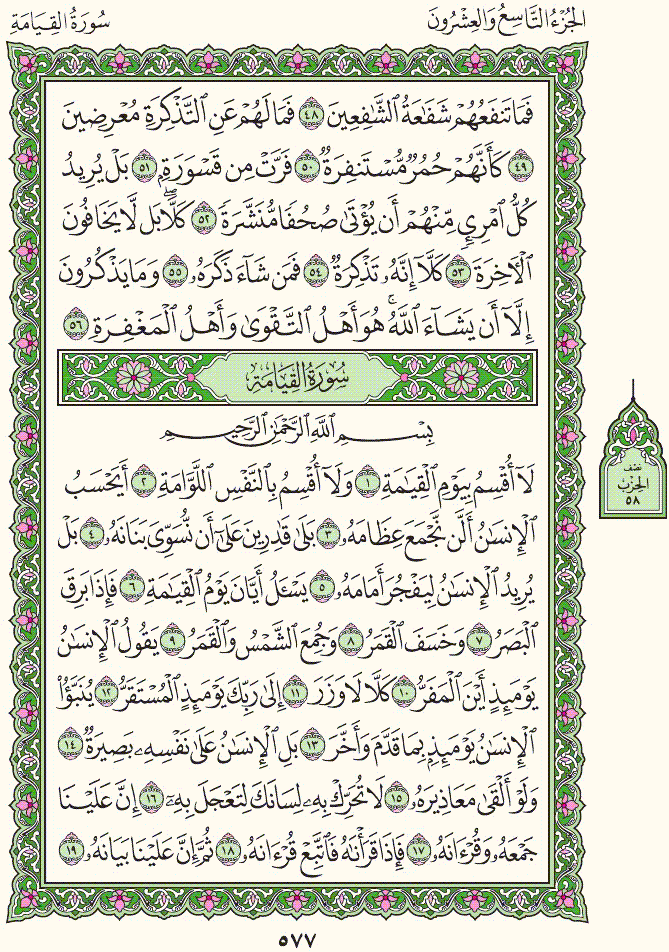 الجُزْءُ التَّاسِعُ وَالعِشْرُونَ
سُورَةُ القِيَامَةِ
فَمَا تَنفَعُهُمْ شَفَٰعَةُ ٱلشَّٰفِعِينَ ٤٨ فَمَا لَهُمْ عَنِ ٱلتَّذْكِرَةِ مُعْرِضِينَ
٤٩ كَأَنَّهُمْ حُمُرٌ مُّسْتَنفِرَةٌ ٥٠ فَرَّتْ مِن قَسْوَرَةِۭ ٥١ بَلْ يُرِيدُ
كُلُّ ٱمْرِئٍ مِّنْهُمْ أَن يُؤْتَىٰ صُحُفًا مُّنَشَّرَةً ٥٢ كَلَّاۖ بَل لَّا يَخَافُونَ
ٱلْأَخِرَةَ ٥٣ كَلَّآ إِنَّهُۥ تَذْكِرَةٌ ٥٤ فَمَن شَآءَ ذَكَرَهُۥ ٥٥ وَمَا يَذْكُرُونَ
إِلَّآ أَن يَشَآءَ ٱللَّهُۚ هُوَ أَهْلُ ٱلتَّقْوَىٰ وَأَهْلُ ٱلْمَغْفِرَةِ ٥٦
سُورَةُ القِيَامَةِ
بِسْمِ ٱللَّهِ ٱلرَّحْمَٰنِ ٱلرَّحِيمِ
لَآ أُقْسِمُ بِيَوْمِ ٱلْقِيَٰمَةِ ١ وَلَآ أُقْسِمُ بِٱلنَّفْسِ ٱللَّوَّامَةِ ٢ أَيَحْسَبُ
ٱلْإِنسَٰنُ أَلَّن نَّجْمَعَ عِظَامَهُۥ ٣ بَلَىٰ قَٰدِرِينَ عَلَىٰٓ أَن نُّسَوِّيَ بَنَانَهُۥ ٤ بَلْ
يُرِيدُ ٱلْإِنسَٰنُ لِيَفْجُرَ أَمَامَهُۥ ٥ يَسْـَٔلُ أَيَّانَ يَوْمُ ٱلْقِيَٰمَةِ ٦ فَإِذَا بَرِقَ
ٱلْبَصَرُ ٧ وَخَسَفَ ٱلْقَمَرُ ٨ وَجُمِعَ ٱلشَّمْسُ وَٱلْقَمَرُ ٩ يَقُولُ ٱلْإِنسَٰنُ
يَوْمَئِذٍ أَيْنَ ٱلْمَفَرُّ ١٠ كَلَّا لَا وَزَرَ ١١ إِلَىٰ رَبِّكَ يَوْمَئِذٍ ٱلْمُسْتَقَرُّ ١٢ يُنَبَّؤُاْ
ٱلْإِنسَٰنُ يَوْمَئِذِۭ بِمَا قَدَّمَ وَأَخَّرَ ١٣ بَلِ ٱلْإِنسَٰنُ عَلَىٰ نَفْسِهِۦ بَصِيرَةٌ ١٤
وَلَوْ أَلْقَىٰ مَعَاذِيرَهُۥ ١٥ لَا تُحَرِّكْ بِهِۦ لِسَانَكَ لِتَعْجَلَ بِهِۦٓ ١٦ إِنَّ عَلَيْنَا
جَمْعَهُۥ وَقُرْءَانَهُۥ ١٧ فَإِذَا قَرَأْنَٰهُ فَٱتَّبِعْ قُرْءَانَهُۥ ١٨ ثُمَّ إِنَّ عَلَيْنَا بَيَانَهُۥ ١٩
نصف
الحزب
٥٨
٥٧٧